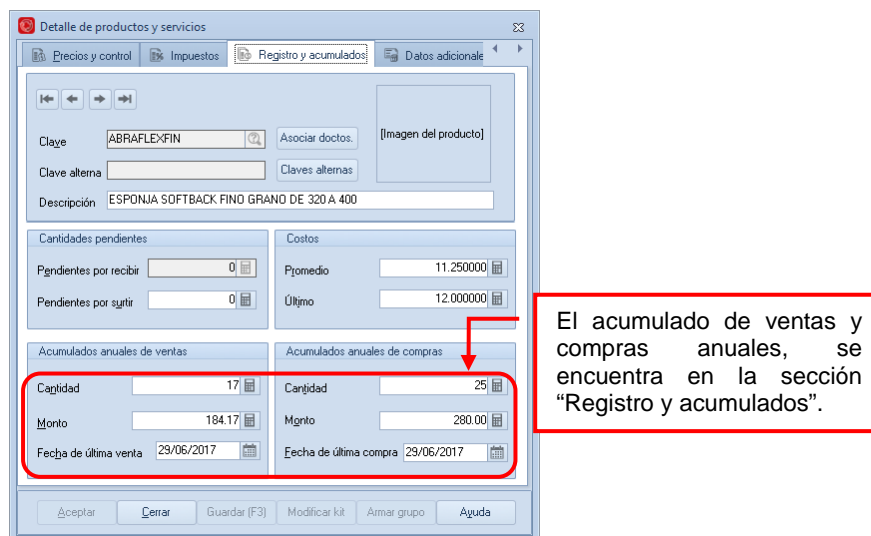 Detalle de productos y servicios
Precios y control Impuestos Registro y acumulados Datos adicionale
Clave ABRAFLEXFIN Asociar doctos. [Imagen del producto]
Clave alterna Claves alternas
Descripción ESPONJA SOFTBACK FINO GRANO DE 320 A 400
Cantidades pendientes Costos
Pendientes por recibir 0 Promedio 11.250000
Pendientes por surtir 0 Último 12.000000
Acumulados anuales de ventas Acumulados anuales de compras
Cantidad 17 Cantidad 25
Monto 184.17 Monto 280.00
Fecha de última venta 29/06/2017 Fecha de última compra 29/06/2017
Aceptar Cerrar Guardar (F3) Modificar kit Armar grupo Ayuda
El acumulado de ventas y
compras anuales, se
encuentra en la sección
“Registro y acumulados”.